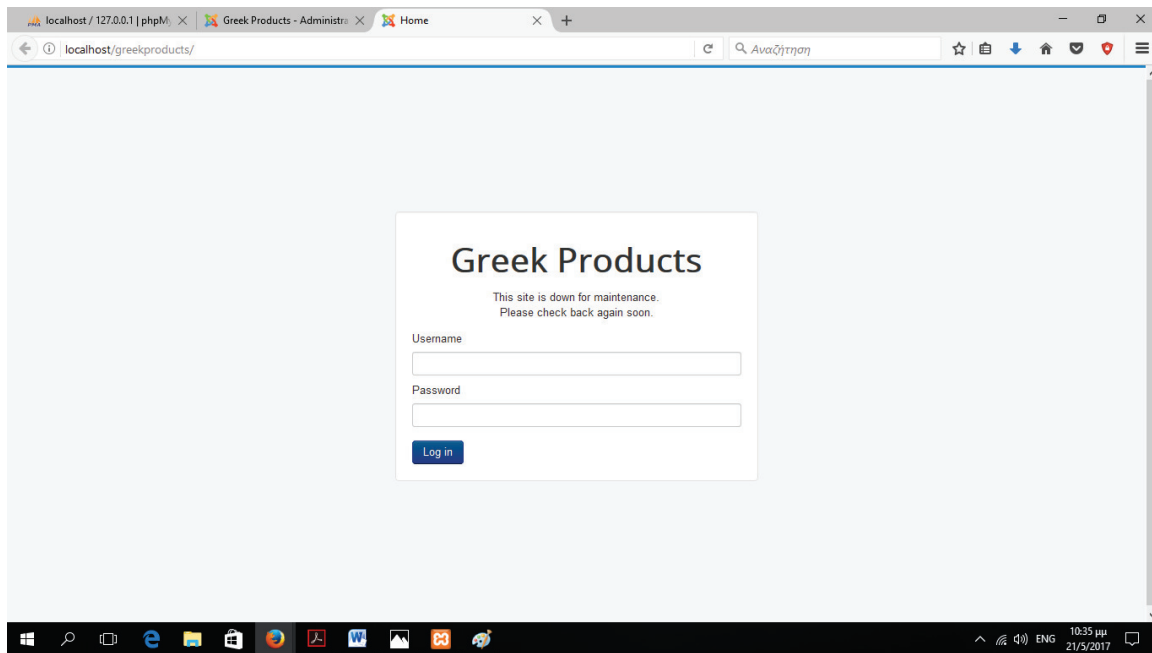 localhost / 127.0.0.1 | phpM
Greek Products - Administra
Home
localhost/greekproducts/
Αναζήτηση
Greek Products
This site is down for maintenance.
Please check back again soon.
Username
Password
Log in
ENG
10:35 μμ
21/5/2017